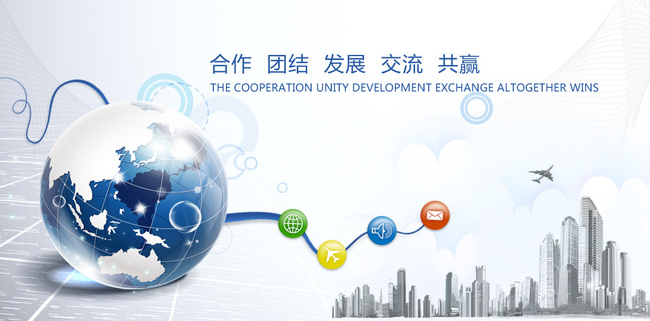 合作 团结 发展 交流 共赢
THE COOPERATION UNITY DEVELOPMENT EXCHANGE ALTOGETHER WINS